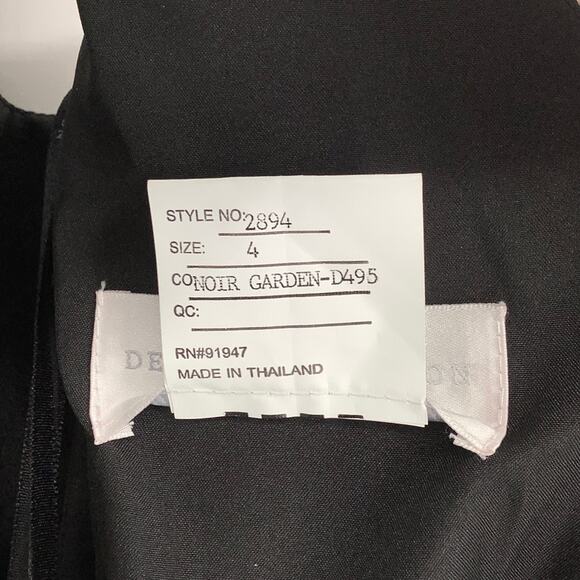 STYLE NO: 2894
SIZE: 4
CO NOIR GARDEN-D495
QC:
RN#91947
MADE IN THAILAND